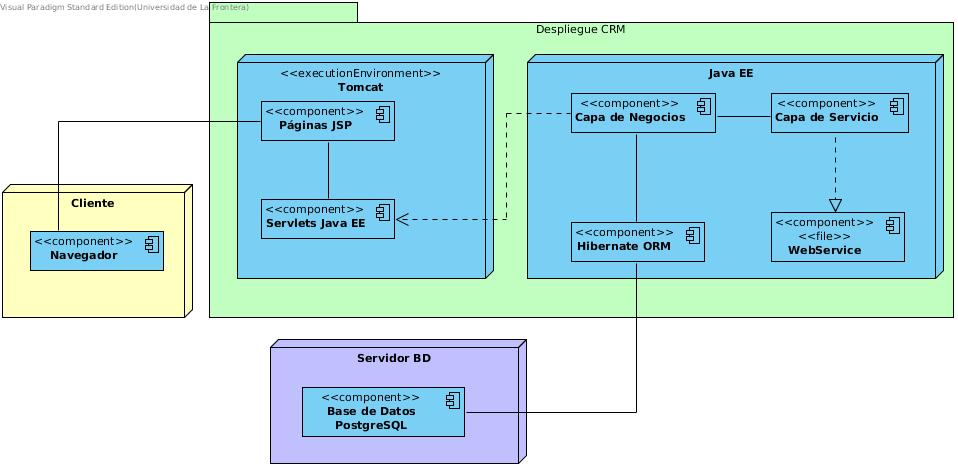 Visual Paradigm Standard Edition(Universidad de La Frontera)
Despliegue CRM
<<executionEnvironment>>
Tomcat
<<component>>
Páginas JSP
<<component>>
Servlets Java EE
Java EE
<<component>>
Capa de Negocios
<<component>>
Capa de Servicio
<<component>>
Hibernate ORM
<<component>>
<<file>>
WebService
Cliente
<<component>>
Navegador
Servidor BD
<<component>>
Base de Datos
PostgreSQL